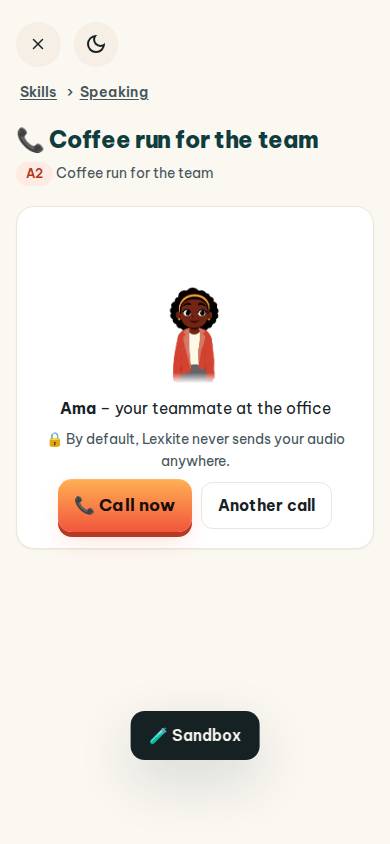 Skills › Speaking
📞 Coffee run for the team
A2 Coffee run for the team
Ama – your teammate at the office
🔒 By default, Lexkite never sends your audio
anywhere.
📞 Call now
Another call
🧪 Sandbox